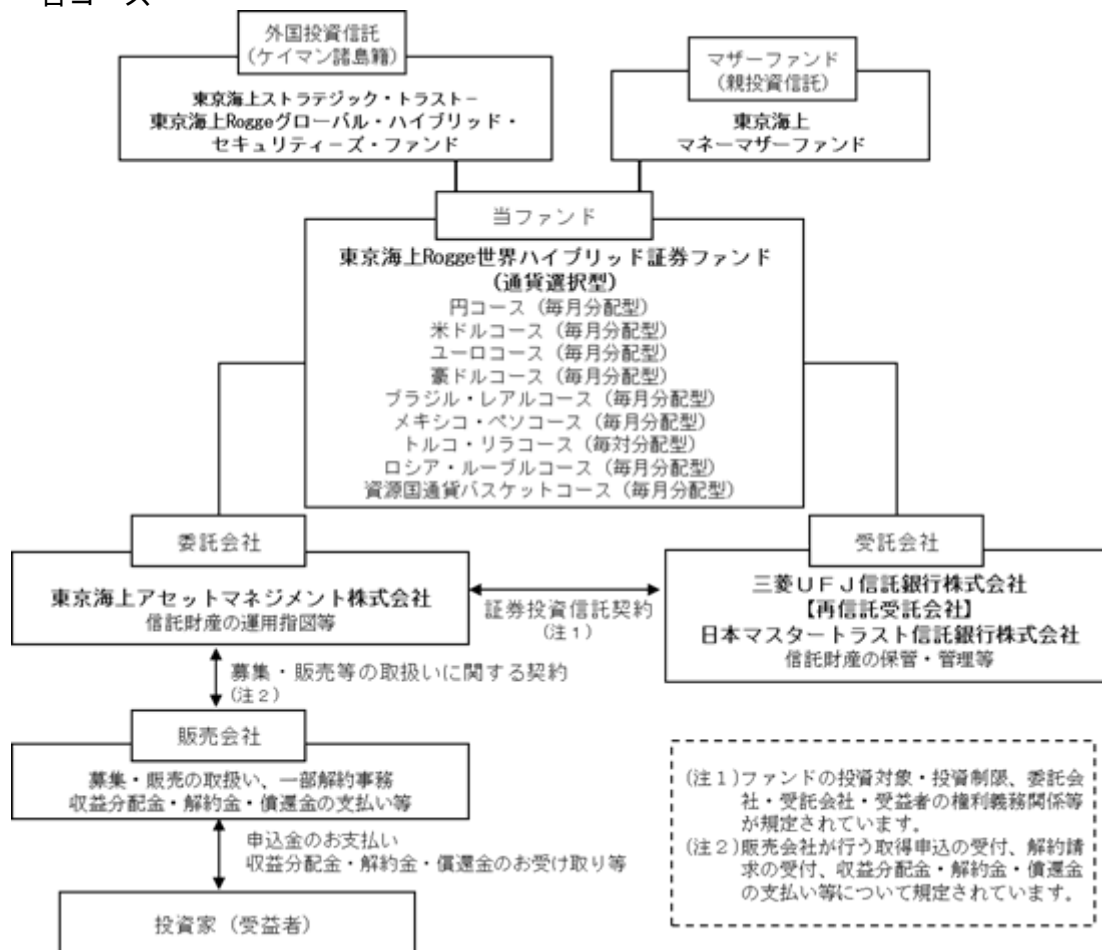 各コース
外国投資信託
(ケイマン諸島籍)
東京海上ストラテジック・トラスト−
東京海上Roggeグローバル・ハイブリッド・
セキュリティーズ・ファンド
マザーファンド
(親投資信託)
東京海上
マネーマザーファンド
当ファンド
東京海上Rogge世界ハイブリッド証券ファンド
(通貨選択型)
円コース (毎月分配型)
米ドルコース (毎月分配型)
ユーロコース (毎月分配型)
豪ドルコース (毎月分配型)
ブラジル・レアルコース (毎月分配型)
メキシコ・ペソコース (毎月分配型)
トルコ・リラコース (毎対分配型)
ロシア・ルーブルコース (毎月分配型)
資源国通貨バスケットコース (毎月分配型)
委託会社
東京海上アセットマネジメント株式会社
信託財産の運用指図等
証券投資信託契約
(注1)
受託会社
三菱UFJ信託銀行株式会社
【再信託受託会社】
日本マスタートラスト信託銀行株式会社
信託財産の保管・管理等
募集・販売等の取扱いに関する契約
(注2)
販売会社
募集・販売の取扱い、一部解約事務
収益分配金・解約金・償還金の支払い等
申込金のお支払い
収益分配金・解約金・償還金のお受け取り等
投資家 (受益者)
(注1)ファンドの投資対象・投資制限、委託会
社・受託会社・受益者の権利義務関係等
が規定されています。
(注2)販売会社が行う取得申込の受付、解約請
求の受付、収益分配金・解約金・償還金
の支払い等について規定されています。